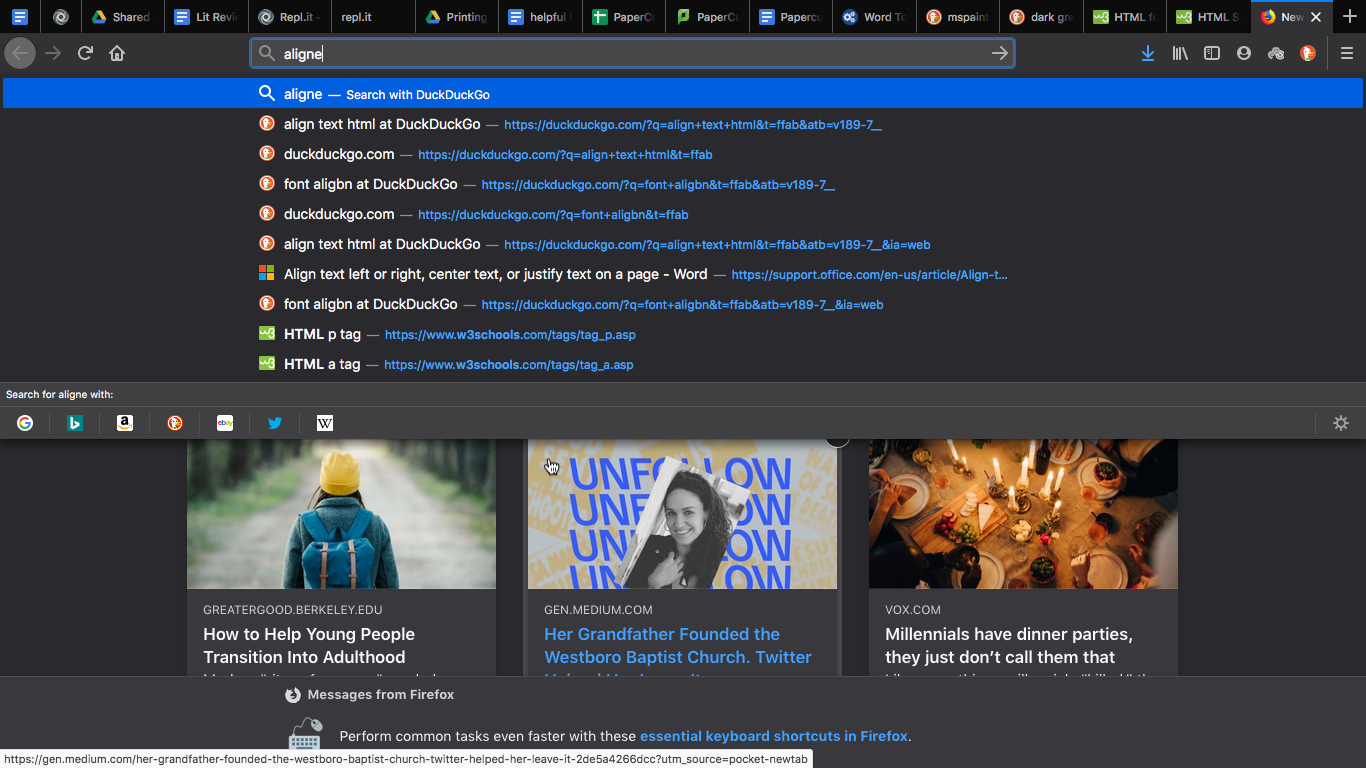 Shared
Lit Revi
Repl.it -
repl.it
Printing
helpful
PaperCu
PaperCu
Papercu
Word To
mspaint
dark gre
HTML fo
HTML S
New
aligne
aligne — Search with DuckDuckGo
align text html at DuckDuckGo — https://duckduckgo.com/?q=align+text+html&t=ffab&atb=v189-7__
duckduckgo.com — https://duckduckgo.com/?q=align+text+html&t=ffab
font aligbn at DuckDuckGo — https://duckduckgo.com/?q=font+aligbn&t=ffab&atb=v189-7__
duckduckgo.com — https://duckduckgo.com/?q=font+aligbn&t=ffab
align text html at DuckDuckGo — https://duckduckgo.com/?q=align+text+html&t=ffab&atb=v189-7__&ia=web
Align text left or right, center text, or justify text on a page - Word — https://support.office.com/en-us/article/Align-t...
font aligbn at DuckDuckGo — https://duckduckgo.com/?q=font+aligbn&t=ffab&atb=v189-7__&ia=web
HTML p tag — https://www.w3schools.com/tags/tag_p.asp
HTML a tag — https://www.w3schools.com/tags/tag_a.asp
Search for aligne with:
UNFOLLOW
GREATERGOOD.BERKELEY.EDU
How to Help Young People
Transition Into Adulthood
GEN.MEDIUM.COM
Her Grandfather Founded the
Westboro Baptist Church. Twitter
VOX.COM
Millennials have dinner parties,
they just don't call them that
Messages from Firefox
Perform common tasks even faster with these essential keyboard shortcuts in Firefox.
https://gen.medium.com/her-grandfather-founded-the-westboro-baptist-church-twitter-helped-her-leave-it-2de5a4266dcc?utm_source=pocket-newtab